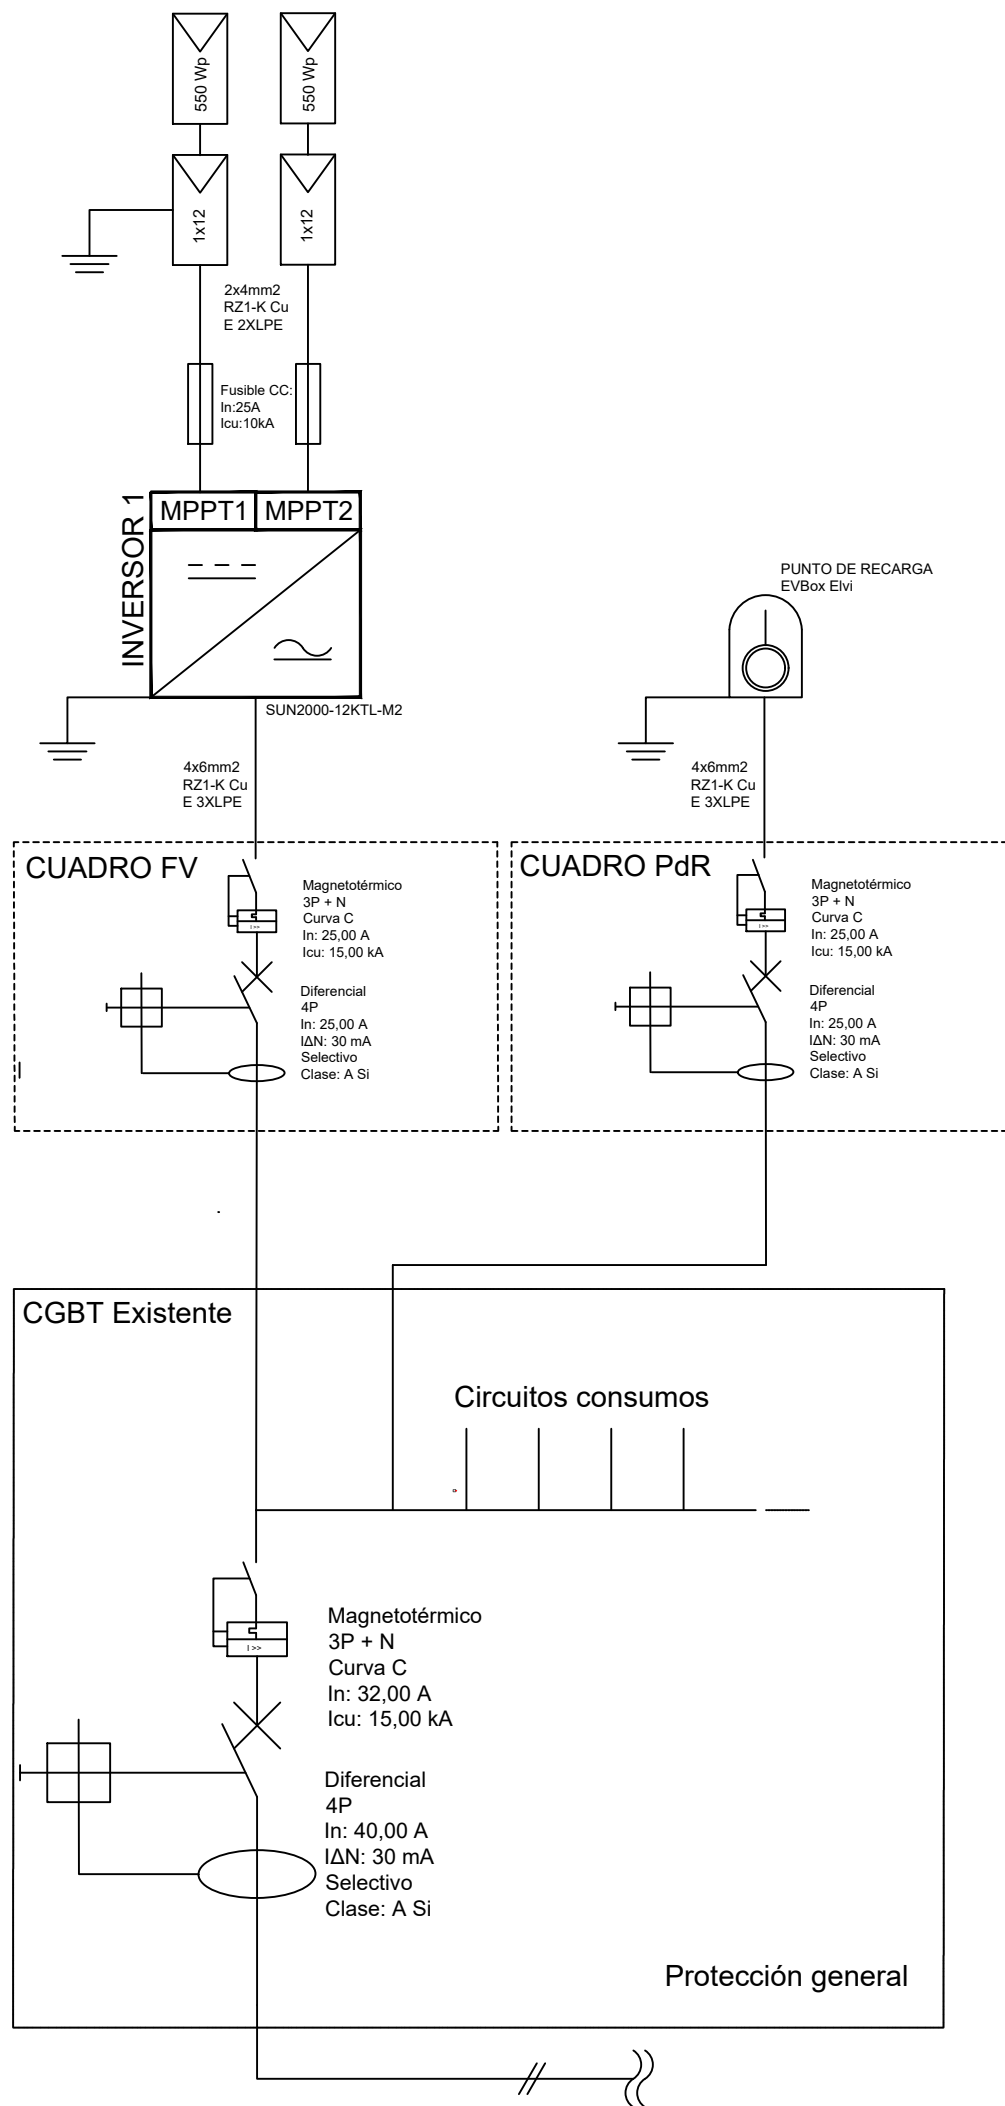 550 Wp
550 Wp
1x12
1x12
2x4mm2
RZ1-K Cu
E 2XLPE
Fusible CC:
In:25A
Icu:10kA
INVERSOR 1
MPPT1
MPPT2
SUN2000-12KTL-M2
PUNTO DE RECARGA
EVBox Elvi
4x6mm2
RZ1-K Cu
E 3XLPE
4x6mm2
RZ1-K Cu
E 3XLPE
CUADRO FV
Magnetotérmico
3P + N
Curva C
In: 25,00 A
Icu: 15,00 kA
I >>
Diferencial
4P
In: 25,00 A
IΔN: 30 mA
Selectivo
Clase: A Si
CUADRO PdR
Magnetotérmico
3P + N
Curva C
In: 25,00 A
Icu: 15,00 kA
I >>
Diferencial
4P
In: 25,00 A
IΔN: 30 mA
Selectivo
Clase: A Si
CGBT Existente
Circuitos consumos
Magnetotérmico
3P + N
Curva C
In: 32,00 A
Icu: 15,00 kA
I >>
Diferencial
4P
In: 40,00 A
IΔN: 30 mA
Selectivo
Clase: A Si
Protección general